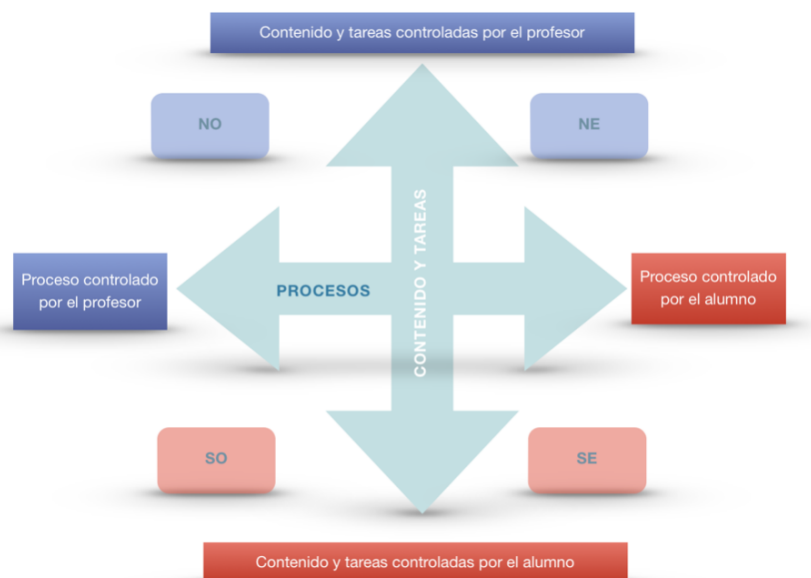 Contenido y tareas controladas por el profesor
NO
NE
CONTENIDO Y TAREAS
Proceso controlado
por el profesor
PROCESOS
Proceso controlado
por el alumno
SO
SE
Contenido y tareas controladas por el alumno